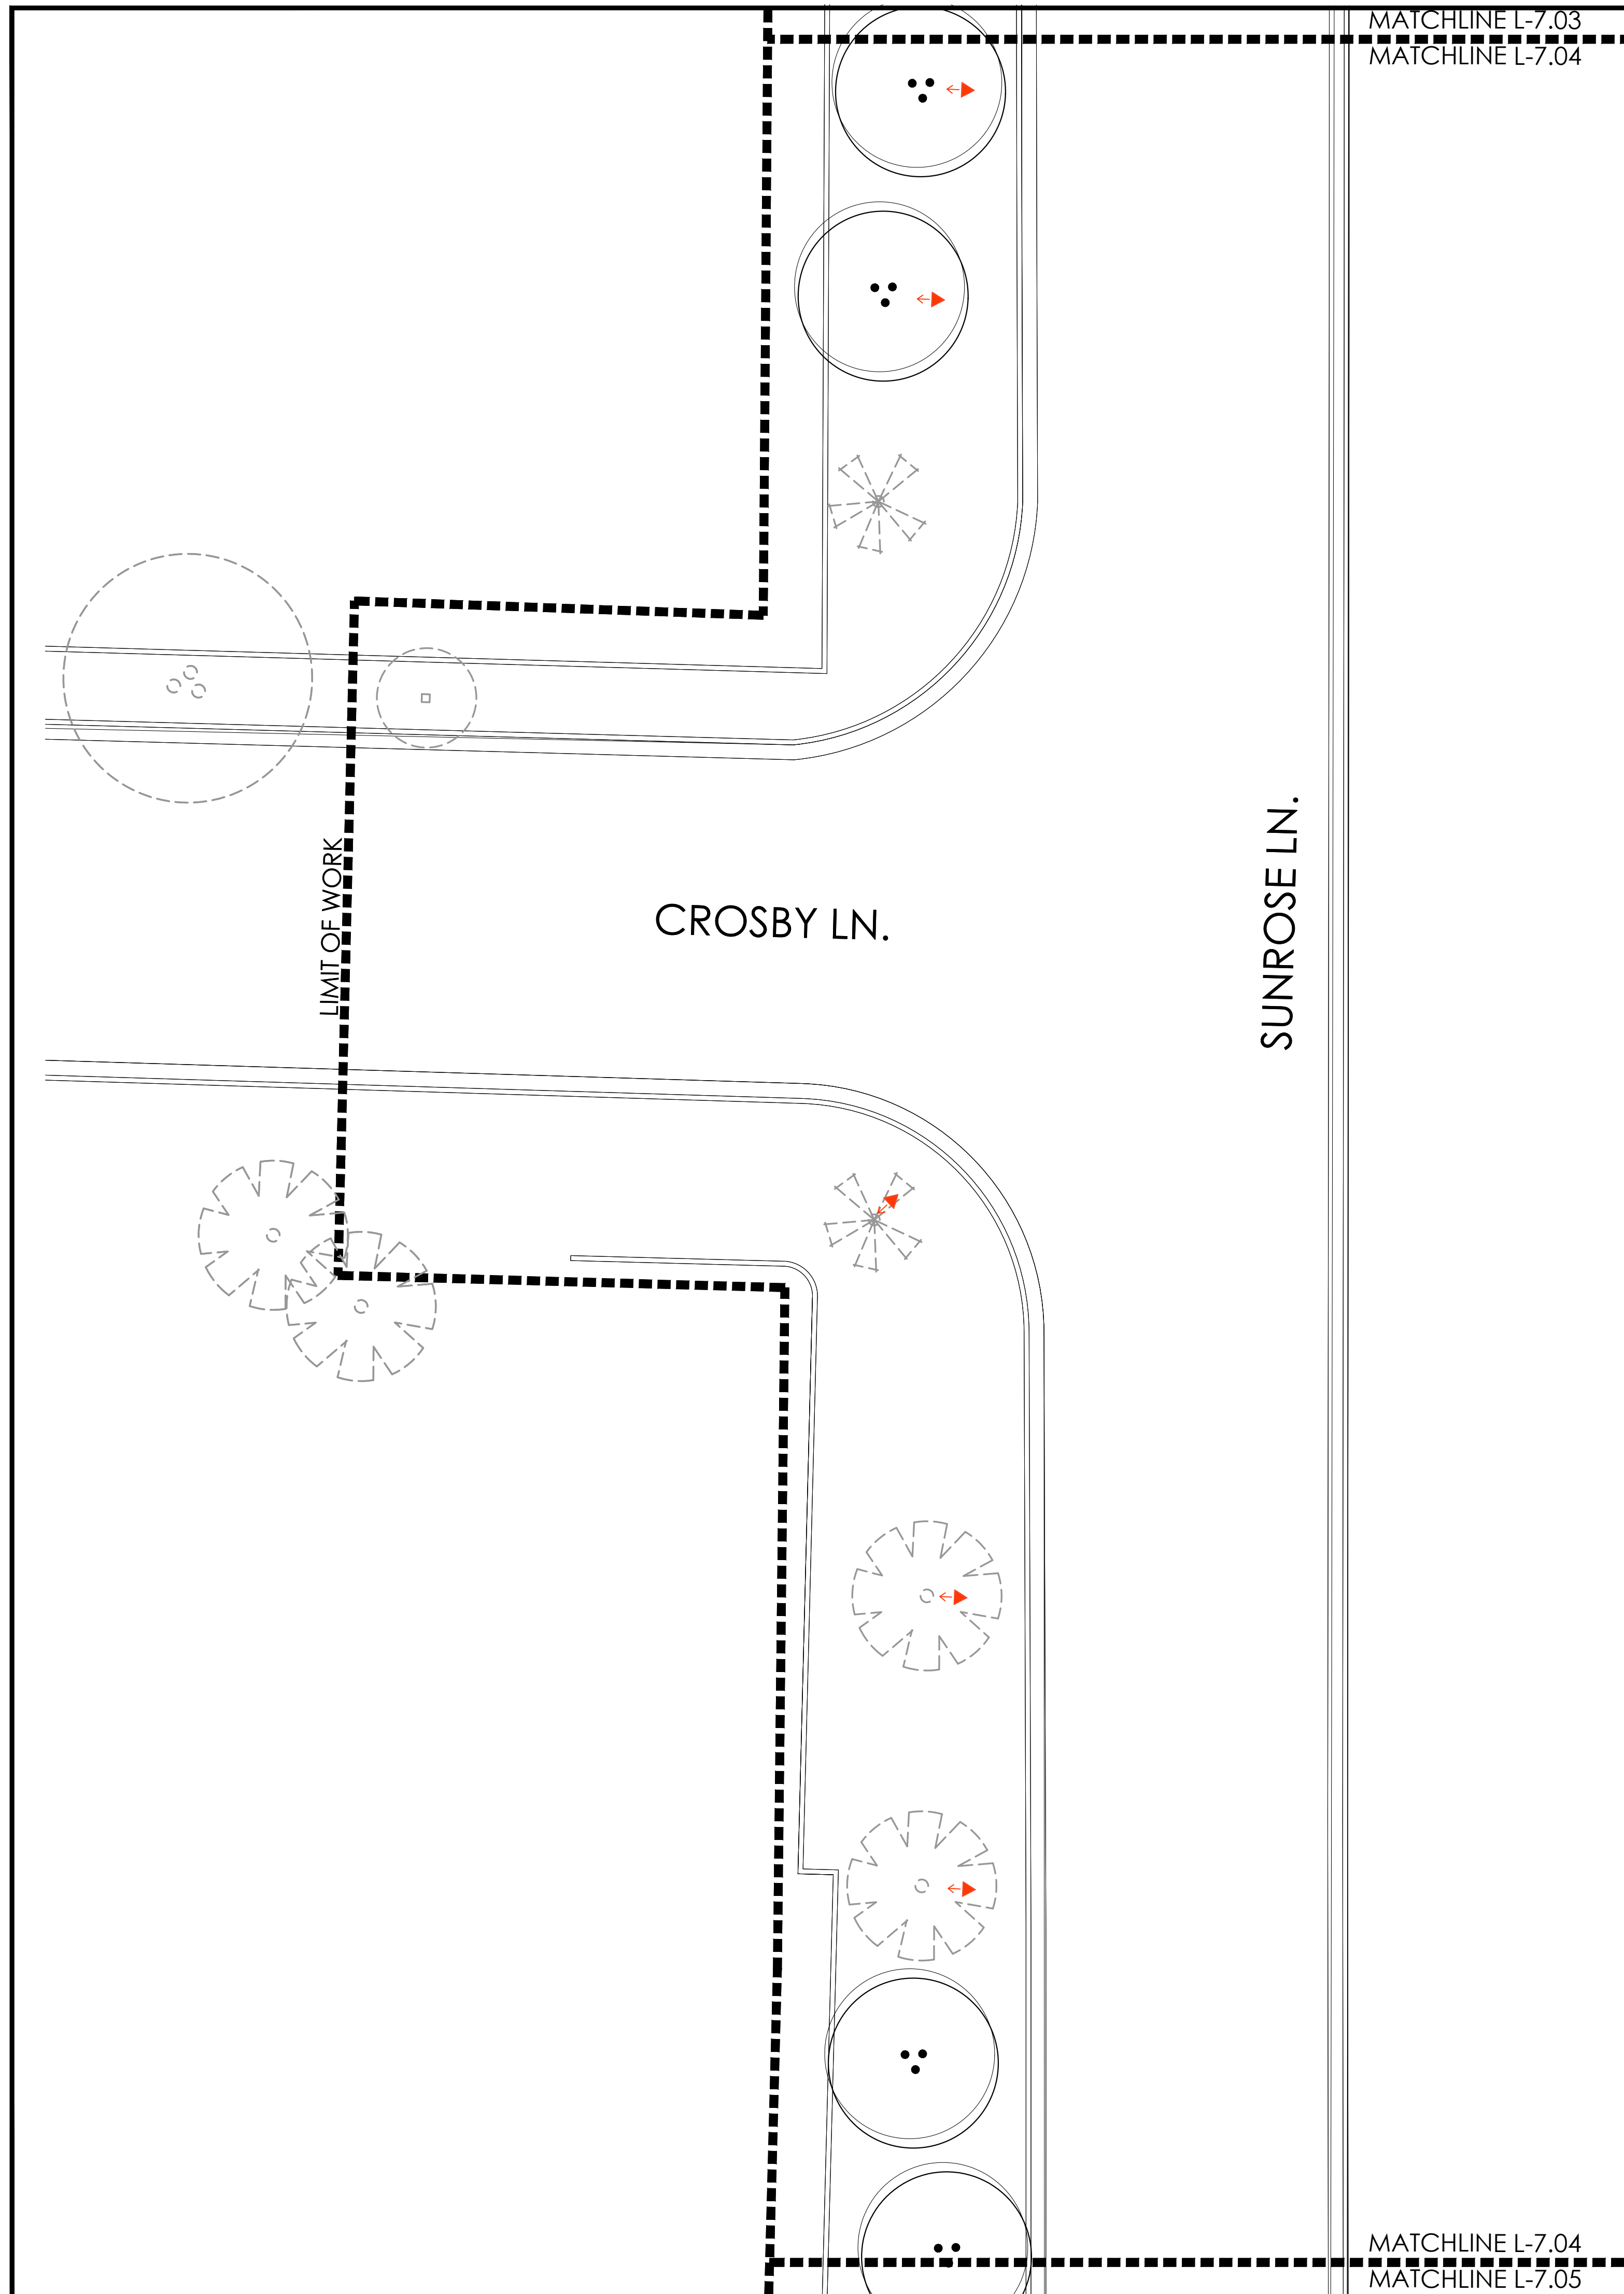 MATCHLINE L-7.03
MATCHLINE L-7.04
LIMIT OF WORK
CROSBY LN.
SUNROSE LN.
MATCHLINE L-7.04
MATCHLINE L-7.05